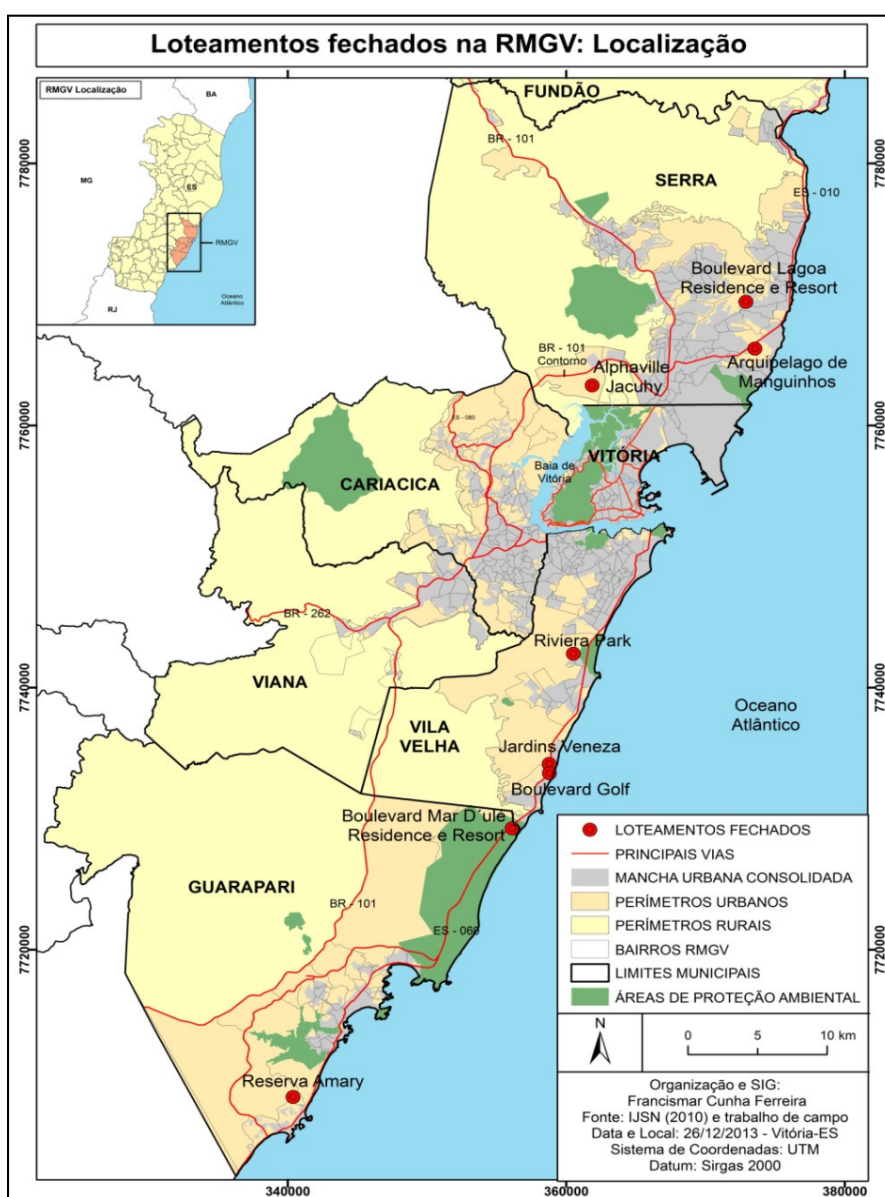 Loteamentos fechados na RMGV: Localização
RMGV Localização
BA
MG
ES
RMGV
Oceano
Atlântico
RJ
7780000
7760000
7740000
7720000
FUNDÃO
BR - 101
SERRA
ES - 010
Boulevard Lagoa
Residence e Resort
BR - 101
Contorno
Alphaville
Jacuhy
Arquipelago de
Manguinhos
ES - 080
VITÓRIA
Baia de
Vitória
CARIACICA
BR - 262
Riviera Park
VIANA
VILA
VELHA
Oceano
Atlântico
Jardins Veneza
Boulevard Golf
Boulevard Mar D´ule
Residence e Resort
GUARAPARI
BR - 101
ES - 060
Reserva Amary
LOTEAMENTOS FECHADOS
PRINCIPAIS VIAS
MANCHA URBANA CONSOLIDADA
PERÍMETROS URBANOS
PERÍMETROS RURAIS
BAIRROS RMGV
LIMITES MUNICIPAIS
ÁREAS DE PROTEÇÃO AMBIENTAL
N
0 5 10 km
Organização e SIG:
Francismar Cunha Ferreira
Fonte: IJSN (2010) e trabalho de campo
Data e Local: 26/12/2013 - Vitória-ES
Sistema de Coordenadas: UTM
Datum: Sirgas 2000
340000 360000 380000